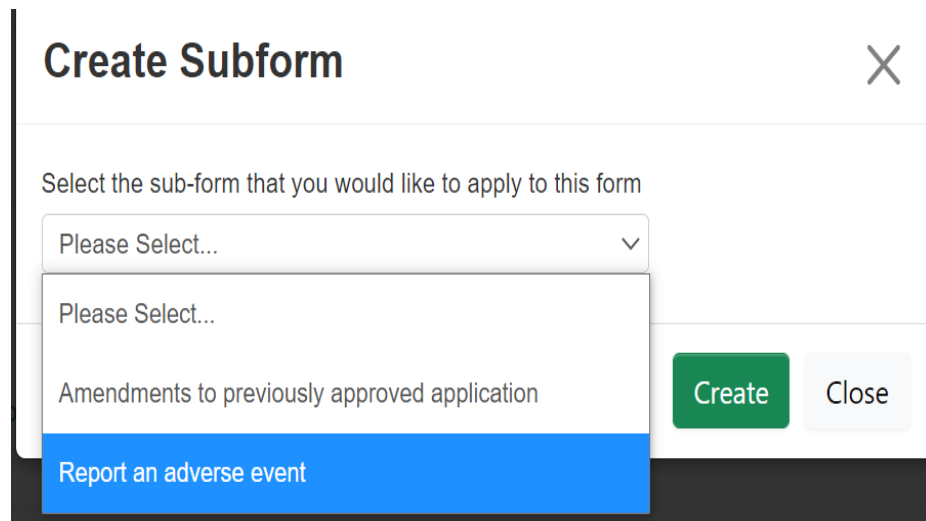 Create Subform
Select the sub-form that you would like to apply to this form
Please Select...
Please Select...
Amendments to previously approved application
Create Close
Report an adverse event